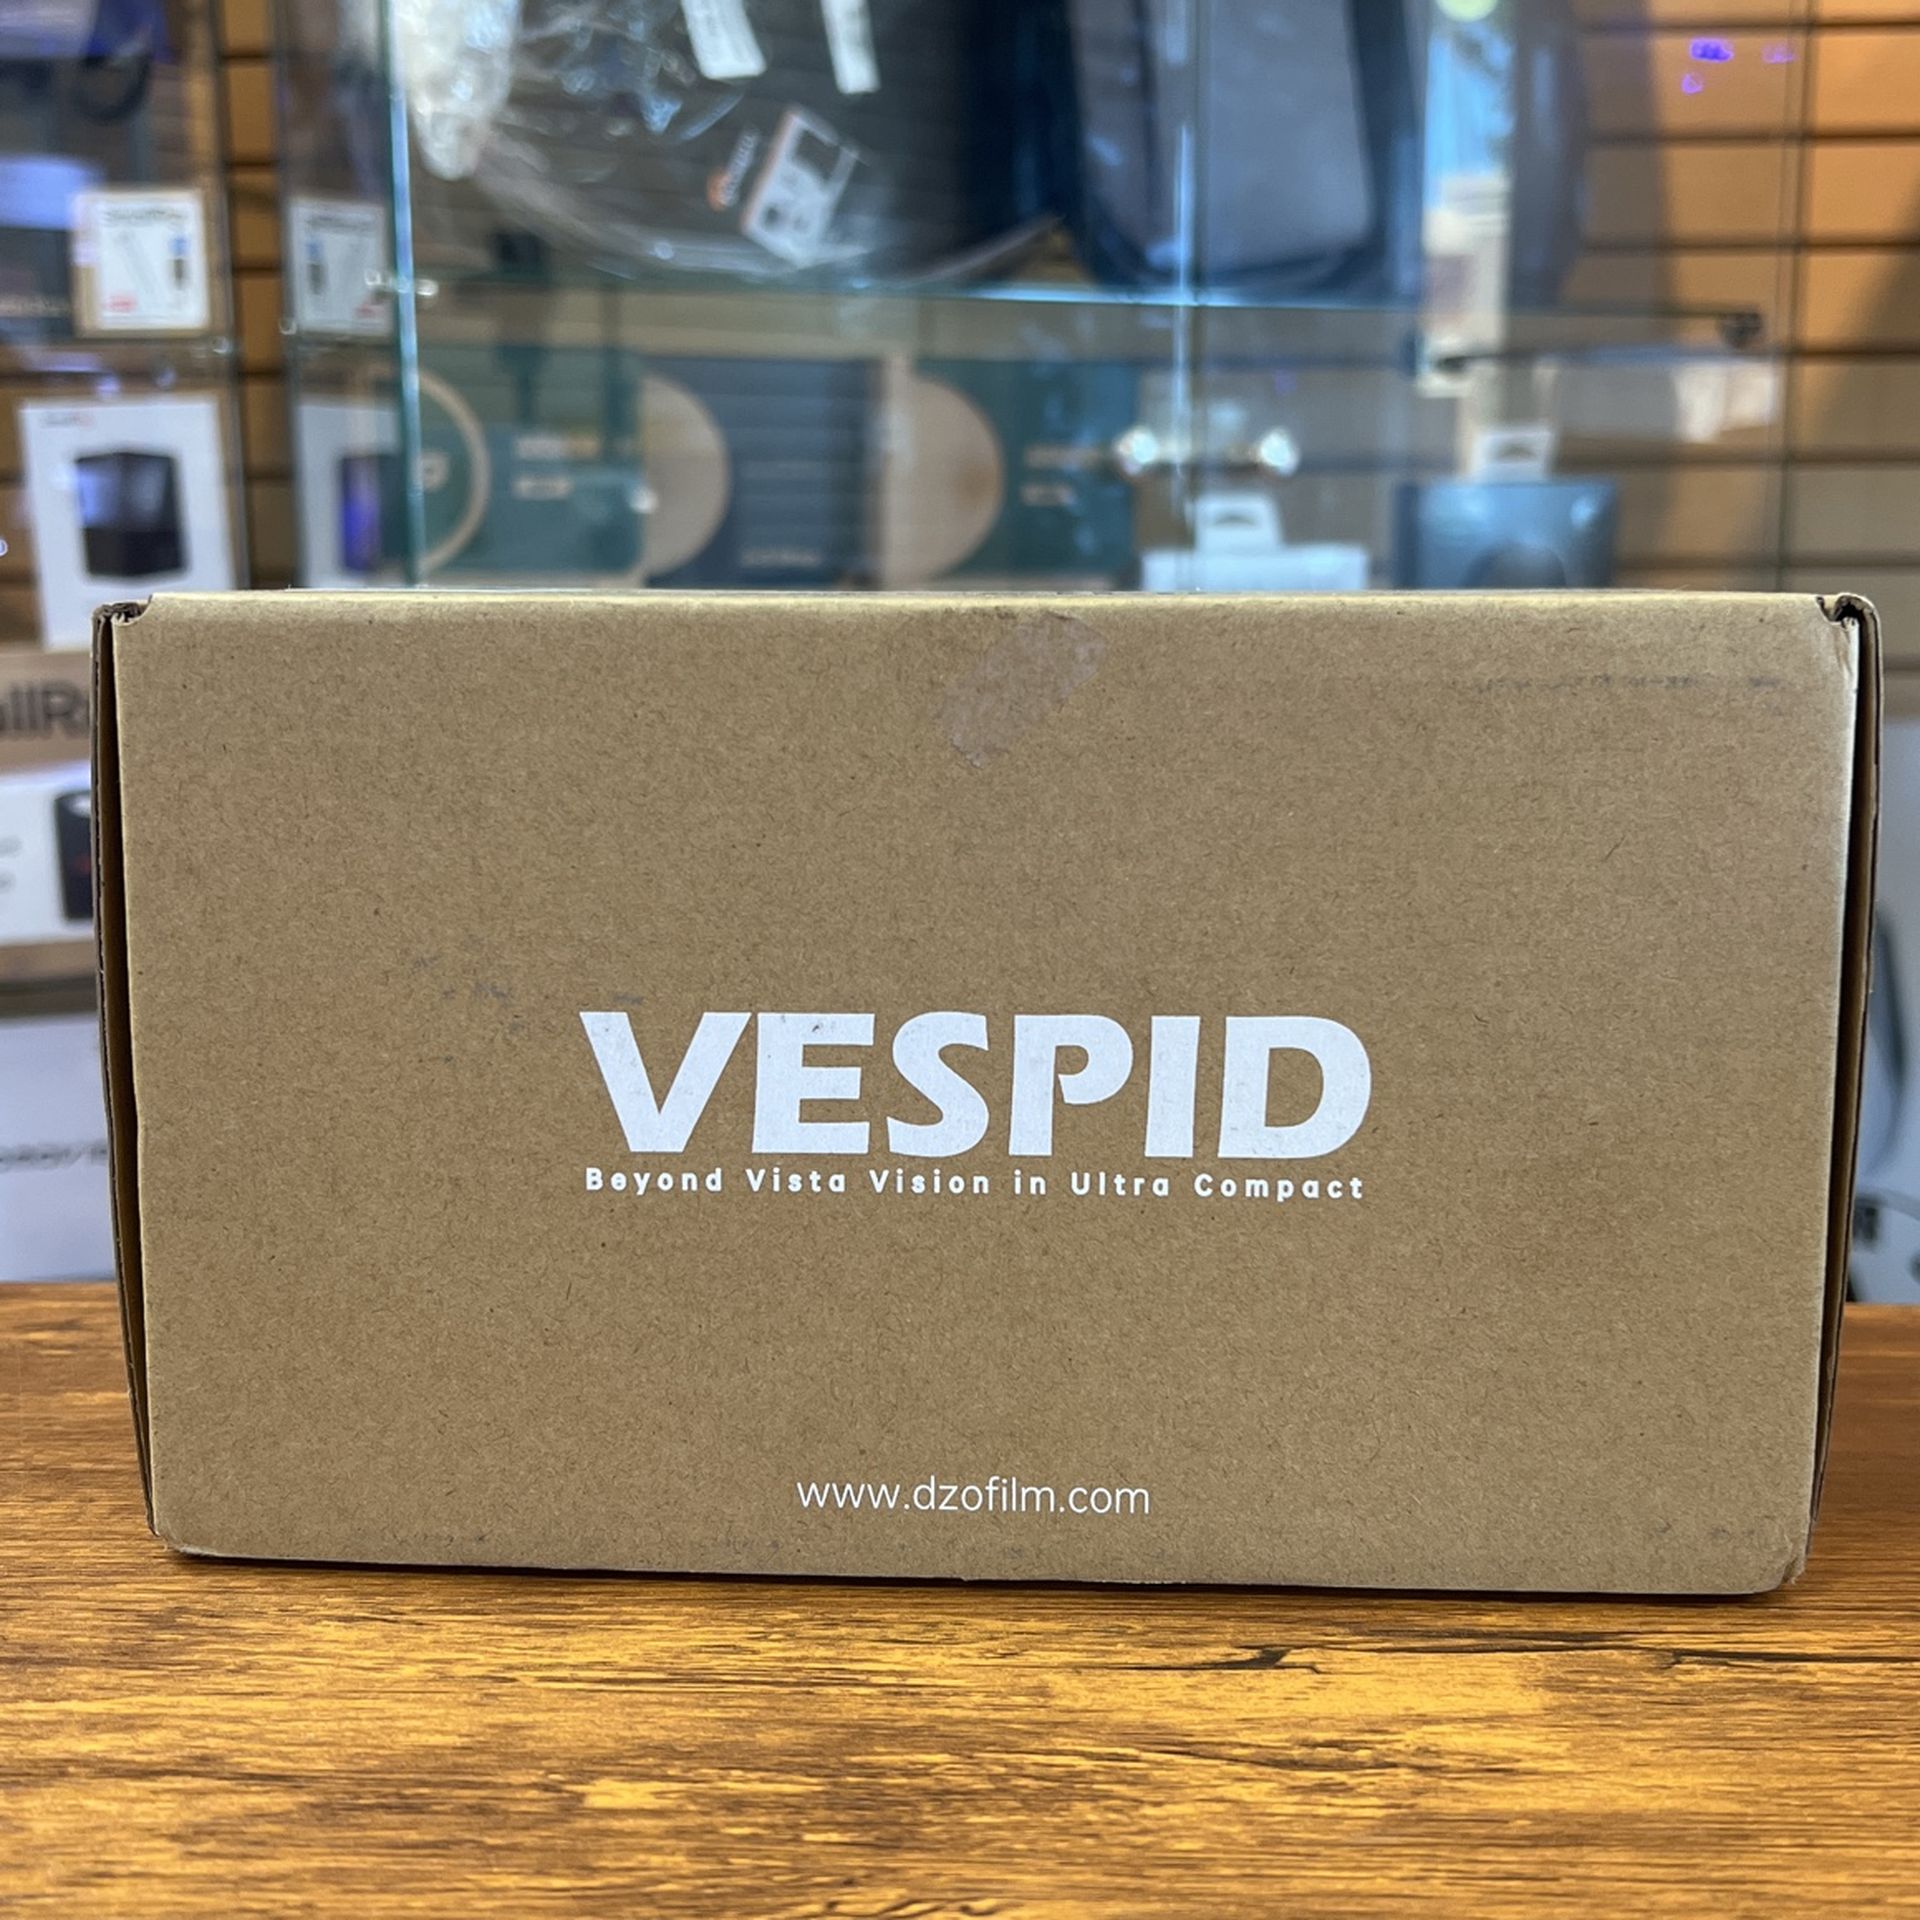 VESPID
Beyond Vista Vision in Ultra Compact
www.dzofilm.com